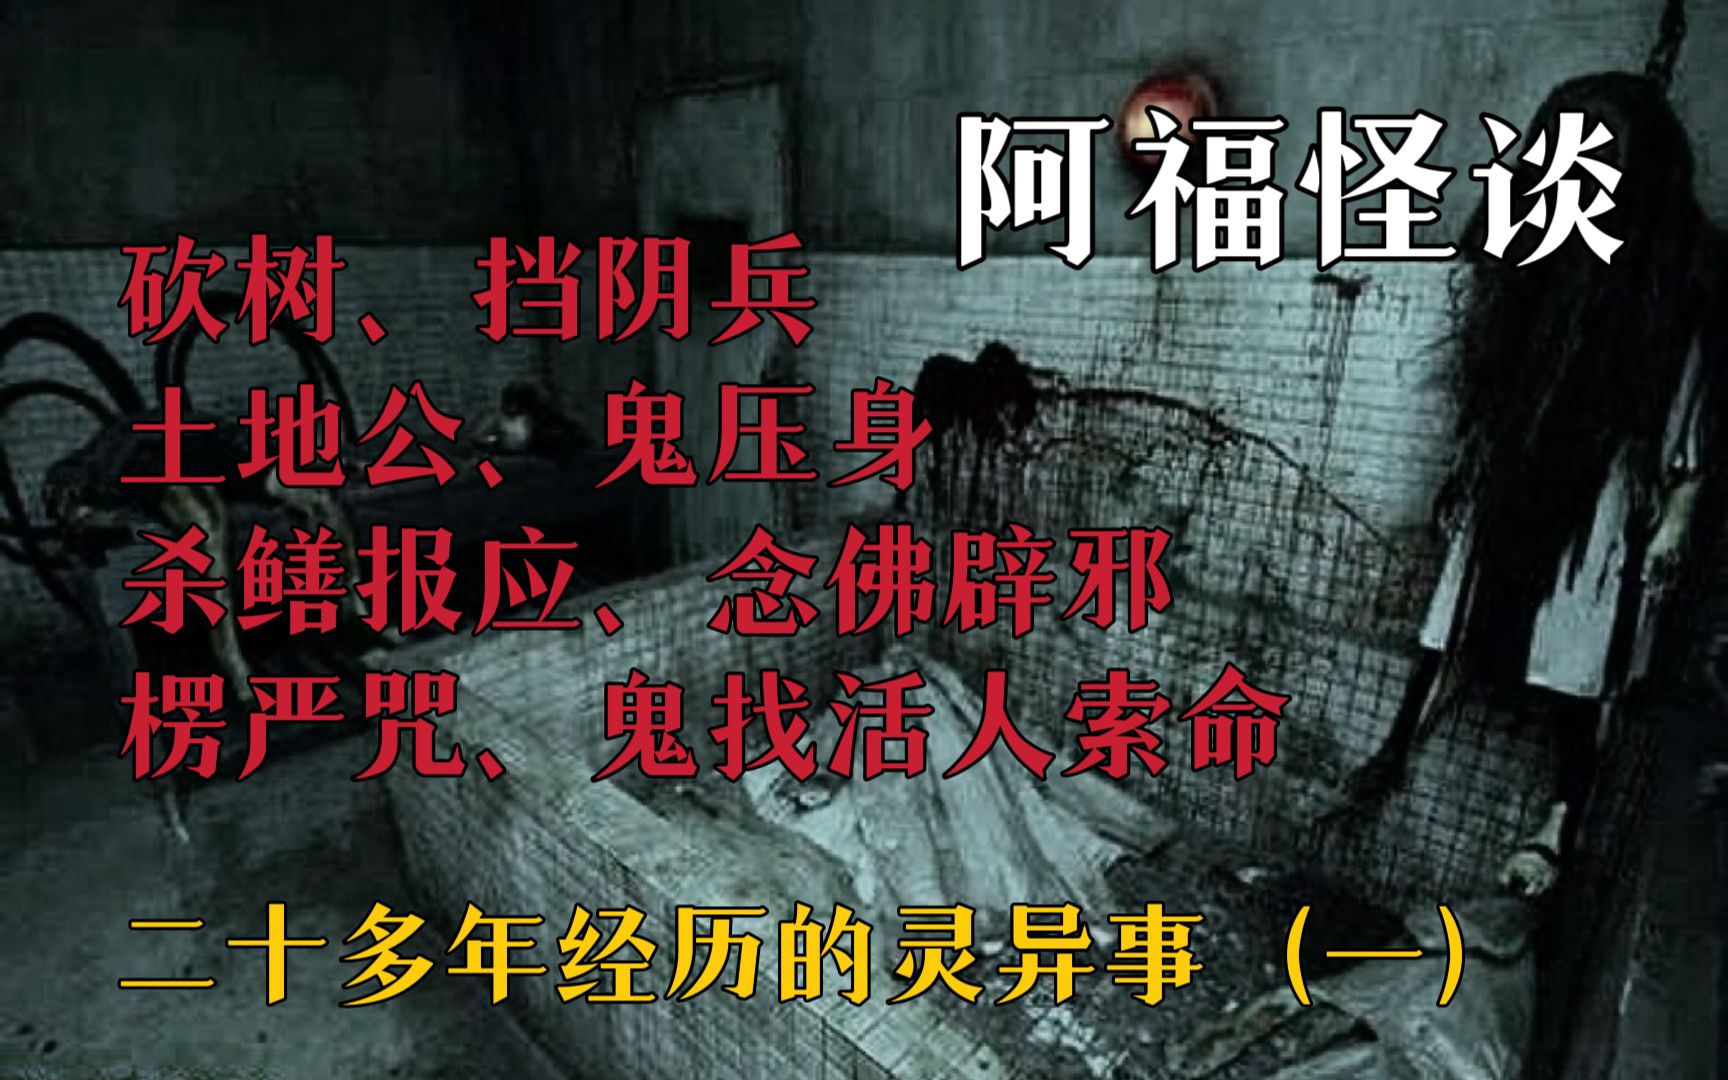 阿福怪谈
砍树、挡阴兵
土地公、鬼压身
杀鳝报应、念佛辟邪
楞严咒、鬼找活人索命
二十多年经历的灵异事（一）